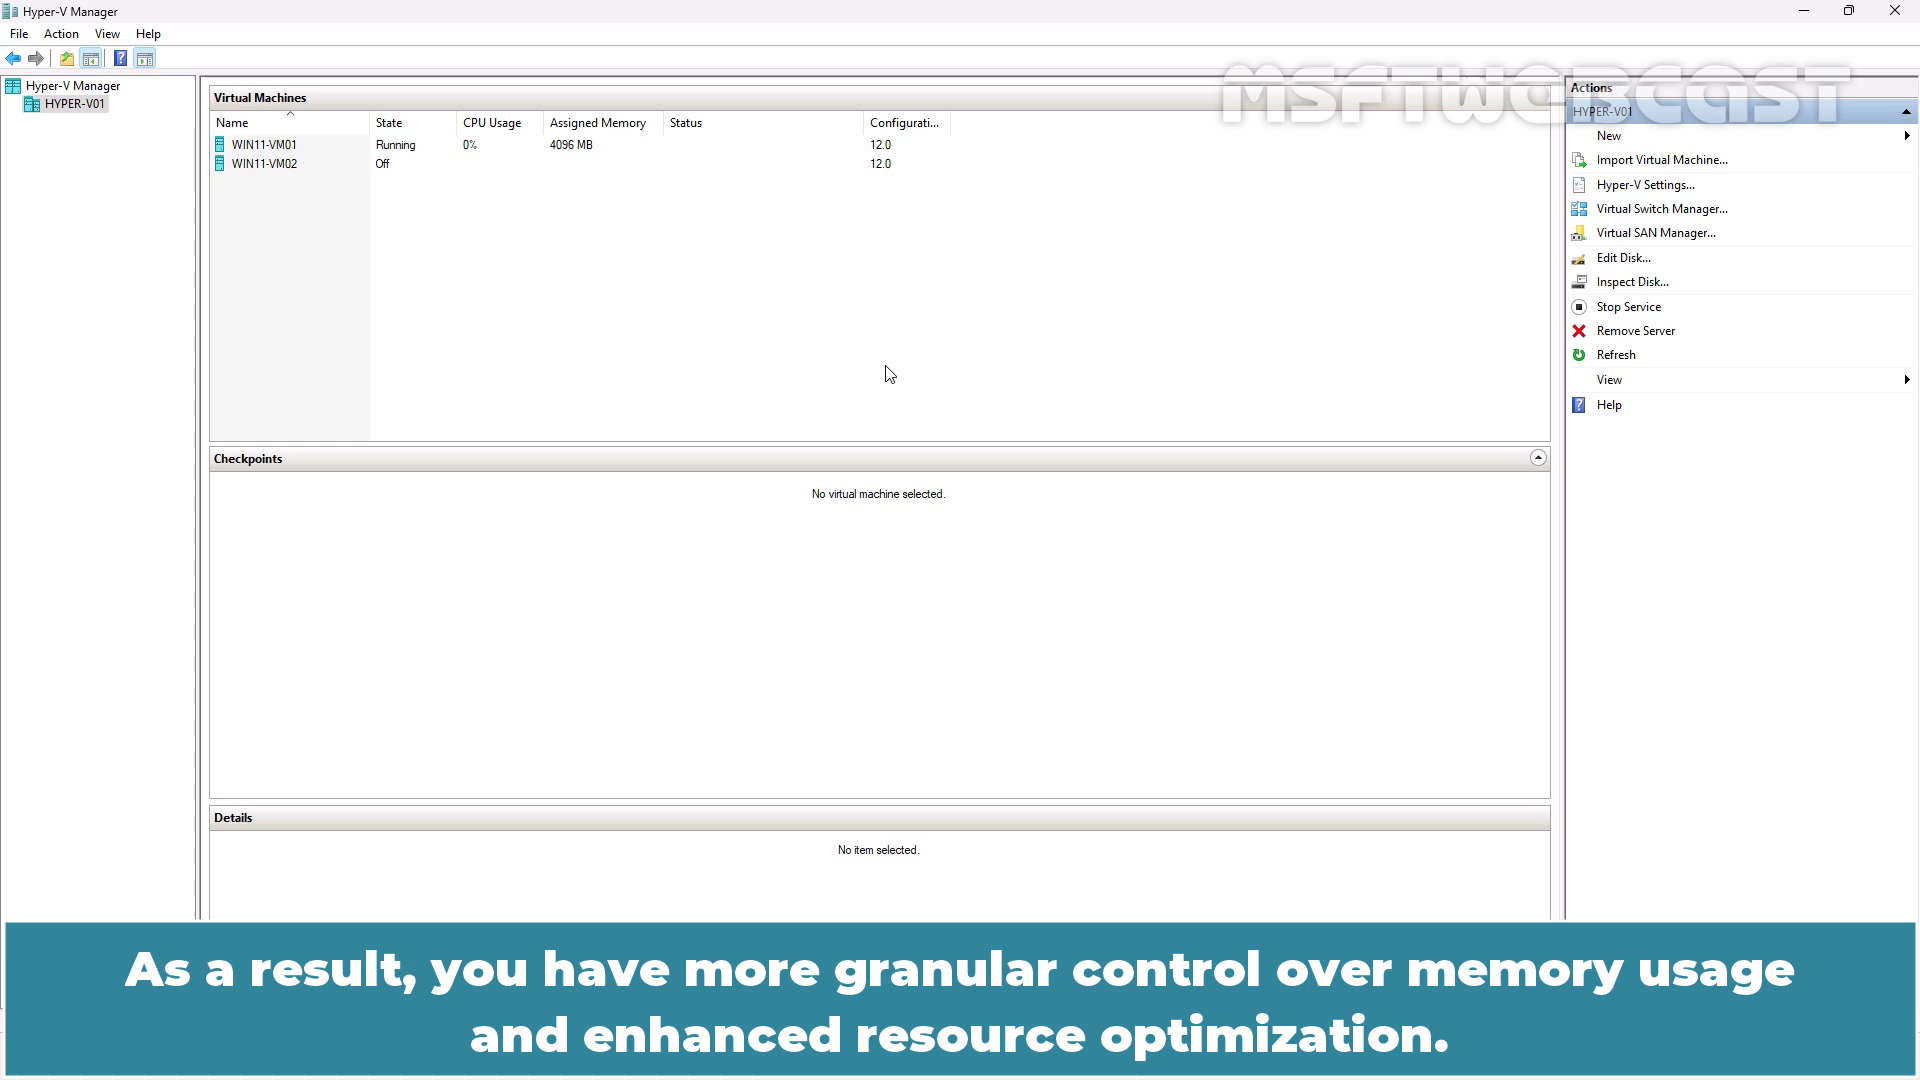 Hyper-V Manager
File Action View Help
Hyper-V Manager
HYPER-V01
Virtual Machines
Name State CPU Usage Assigned Memory Status Configurati...
WIN11-VM01 Running 0% 4096 MB 12.0
WIN11-VM02 Off 12.0
Checkpoints
No virtual machine selected.
Details
No item selected.
MSFTWEBCAST
Actions
HYPER-V01
New
Import Virtual Machine...
Hyper-V Settings...
Virtual Switch Manager...
Virtual SAN Manager...
Edit Disk...
Inspect Disk...
Stop Service
Remove Server
Refresh
View
Help
As a result, you have more granular control over memory usage
and enhanced resource optimization.